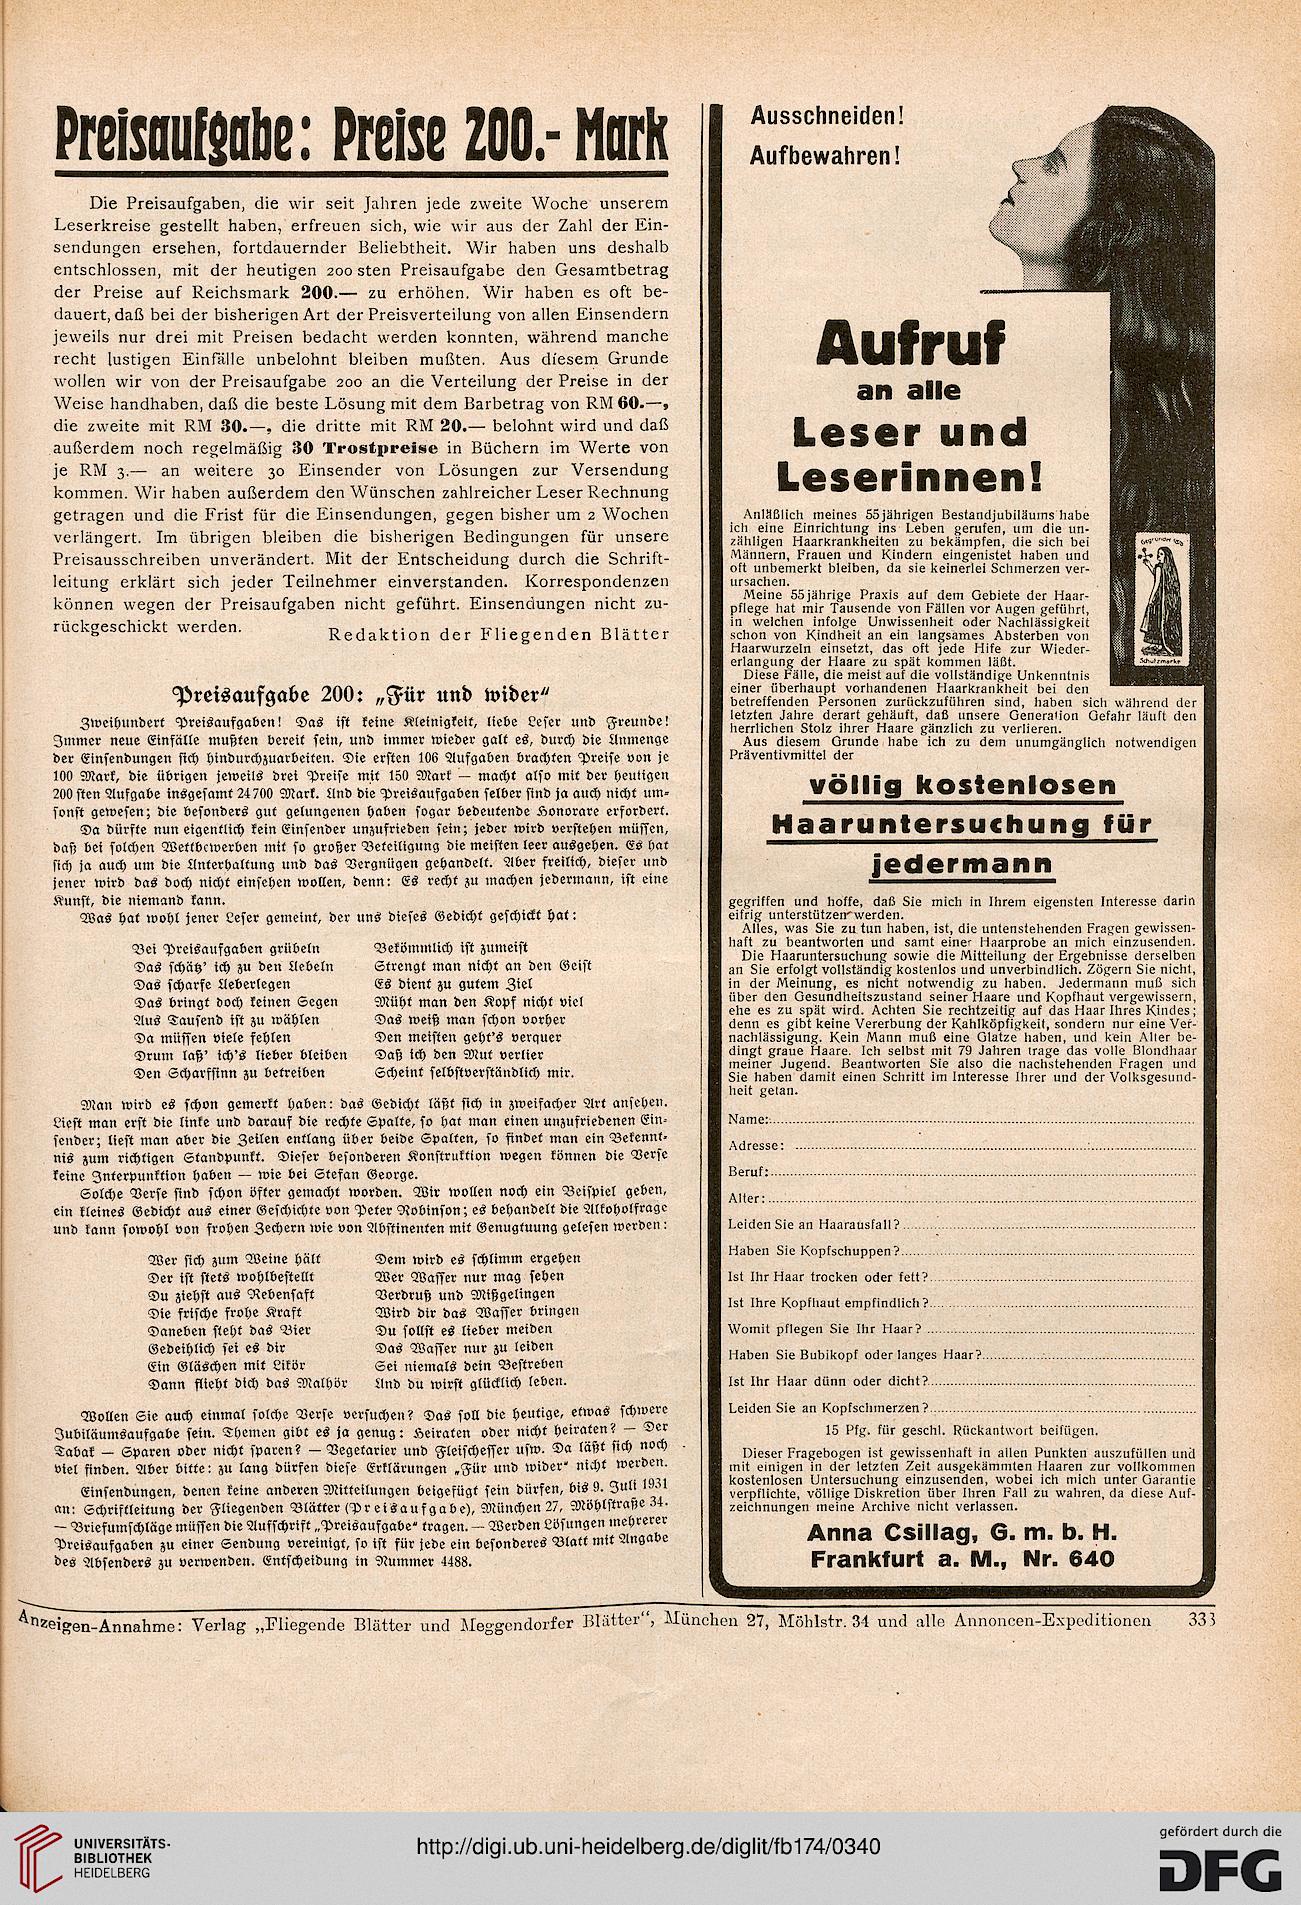 Preisaufgabe: Preise 200.- Mark
Die Preisaufgaben, die wir seit Jahren jede zweite Woche unserem
Leserkreise gestellt haben, erfreuen sich, wie wir aus der Zahl der Ein-
sendungen ersehen, fortdauernder Beliebtheit. Wir haben uns deshalb
entschlossen, mit der heutigen 200 sten Preisaufgabe den Gesamtbetrag
der Preise auf Reichsmark 200.— zu erhöhen. Wir haben es oft be-
dauert, daß bei der bisherigen Art der Preisverteilung von allen Einsendern
jeweils nur drei mit Preisen bedacht werden konnten, während manche
recht lustigen Einfälle unbelohnt bleiben mußten. Aus diesem Grunde
wollen wir von der Preisaufgabe 200 an die Verteilung der Preise in der
Weise handhaben, daß die beste Lösung mit dem Barbetrag von RM 60.—,
die zweite mit RM 30.—, die dritte mit RM 20.— belohnt wird und daß
außerdem noch regelmäßig 30 Trostpreise in Büchern im Werte von
je RM 3.— an weitere 30 Einsender von Lösungen zur Versendung
kommen. Wir haben außerdem den Wünschen zahlreicher Leser Rechnung
getragen und die Frist für die Einsendungen, gegen bisher um 2 Wochen
verlängert. Im übrigen bleiben die bisherigen Bedingungen für unsere
Preisausschreiben unverändert. Mit der Entscheidung durch die Schrift-
leitung erklärt sich jeder Teilnehmer einverstanden. Korrespondenzen
können wegen der Preisaufgaben nicht geführt. Einsendungen nicht zu-
rückgeschickt werden.
Redaktion der Fliegenden Blätter
Preisaufgabe 200: „Für und wider“
Zweihundert Preisaufgaben! Das ist keine Kleinigkeit, liebe Leser und Freunde!
Immer neue Einfälle mußten bereit sein, und immer wieder galt es, durch die Unmenge
der Einsendungen sich hindurchzuarbeiten. Die ersten 106 Aufgaben brachten Preise von je
100 Mark, die übrigen jeweils drei Preise mit 150 Mark — macht also mit der heutigen
200 sten Aufgabe insgesamt 24 700 Mark. Und die Preisaufgaben selber sind ja auch nicht um-
sonst gewesen; die besonders gut gelungenen haben sogar bedeutende Honorare erfordert.
Da dürfte nun eigentlich kein Einsender unzufrieden sein; jeder wird verstehen müssen,
daß bei solchen Wettbewerben mit so großer Beteiligung die meisten leer ausgehen. Es hat
sich ja auch um die Unterhaltung und das Vergnügen gehandelt. Aber freilich, dieser und
jener wird das doch nicht einsehen wollen, denn: Es recht zu machen jedermann, ist eine
Kunst, die niemand kann.
Was hat wohl jener Leser gemeint, der uns dieses Gedicht geschickt hat:
Bei Preisaufgaben grübeln
Das schätz' ich zu den Uebeln
Das scharfe Ueberlegen
Das bringt doch keinen Segen
Aus Tausend ist zu wählen
Da müssen viele fehlen
Drum laß' ich's lieber bleiben
Den Scharfsinn zu betreiben
Bekömmlich ist zumeist
Strengt man nicht an den Geist
Es dient zu gutem Ziel
Müht man den Kopf nicht viel
Das weiß man schon vorher
Den meisten geht's verquer
Daß ich den Mut verlier
Scheint selbstverständlich mir.
Man wird es schon gemerkt haben: das Gedicht läßt sich in zweifacher Art ansehen.
Liest man erst die linke und darauf die rechte Spalte, so hat man einen unzufriedenen Ein-
sender; liest man aber die Zeilen entlang über beide Spalten, so findet man ein Bekennt-
nis zum richtigen Standpunkt. Dieser besonderen Konstruktion wegen können die Verse
keine Interpunktion haben — wie bei Stefan George.
Solche Verse sind schon öfter gemacht worden. Wir wollen noch ein Beispiel geben,
ein kleines Gedicht aus einer Geschichte von Peter Robinson; es behandelt die Alkoholfrage
und kann sowohl von frohen Zechern wie von Abstinenten mit Genugtuung gelesen werden:
Wer sich zum Weine hält
Der ist stets wohlbestellt
Du ziehst aus Rebensaft
Die frische frohe Kraft
Daneben steht das Bier
Gedeihlich sei es dir
Ein Gläschen mit Likör
Dann flieht dich das Malhör
Dem wird es schlimm ergehen
Wer Wasser nur mag sehen
Verdruß und Mißgelingen
Wird dir das Wasser bringen
Du sollst es lieber meiden
Das Wasser nur zu leiden
Sei niemals dein Bestreben
Und du wirst glücklich leben.
Wollen Sie auch einmal solche Verse versuchen? Das soll die heutige, etwas schwere
Jubiläumsaufgabe sein. Themen gibt es ja genug: Heiraten oder nicht heiraten? — Der
Tabak — Sparen oder nicht sparen? — Vegetarier und Fleischesser usw. Da läßt sich noch
viel finden. Aber bitte: zu lang dürfen diese Erklärungen „Für und wider“ nicht werden.
Einsendungen, denen keine anderen Mitteilungen beigefügt sein dürfen, bis 9. Juli 1931
an: Schriftleitung der Fliegenden Blätter (Preisaufgabe), München 27, Möhlstraße 34.
— Briefumschläge müssen die Aufschrift „Preisaufgabe“ tragen. — Werden Lösungen mehrerer
Preisaufgaben zu einer Sendung vereinigt, so ist für jede ein besonderes Blatt mit Angabe
des Absenders zu verwenden. Entscheidung in Nummer 4488.
Ausschneiden!
Aufbewahren!
Aufruf
an alle
Leser und
Leserinnen!
Gegründet
Schutzmarke
Anläßlich meines 55jährigen Bestandjubiläums habe
ich eine Einrichtung ins Leben gerufen, um die un-
zähligen Haarkrankheiten zu bekämpfen, die sich bei
Männern, Frauen und Kindern eingenistet haben und
oft unbemerkt bleiben, da sie keinerlei Schmerzen ver-
ursachen.
Meine 55jährige Praxis auf dem Gebiete der Haar-
pflege hat mir Tausende von Fällen vor Augen geführt,
in welchen infolge Unwissenheit oder Nachlässigkeit
schon von Kindheit an ein langsames Absterben von
Haarwurzeln einsetzt, das oft jede Hife zur Wieder-
erlangung der Haare zu spät kommen läßt.
Diese Fälle, die meist auf die vollständige Unkenntnis
einer überhaupt vorhandenen Haarkrankheit bei den
betreffenden Personen zurückzuführen sind, haben sich während der
letzten Jahre derart gehäuft, daß unsere Generation Gefahr läuft den
herrlichen Stolz ihrer Haare gänzlich zu verlieren.
Aus diesem Grunde habe ich zu dem unumgänglich notwendigen
Präventivmittel der
völlig kostenlosen
Haaruntersuchung für
jedermann
gegriffen und hoffe, daß Sie mich in Ihrem eigensten Interesse darin
eifrig unterstützen werden.
Alles, was Sie zu tun haben, ist, die untenstehenden Fragen gewissen-
haft zu beantworten und samt einer Haarprobe an mich einzusenden.
Die Haaruntersuchung sowie die Mitteilung der Ergebnisse derselben
an Sie erfolgt vollständig kostenlos und unverbindlich. Zögern Sie nicht,
in der Meinung, es nicht notwendig zu haben. Jedermann muß sich
über den Gesundheitszustand seiner Haare und Kopfhaut vergewissern,
ehe es zu spät wird. Achten Sie rechtzeitig auf das Haar Ihres Kindes;
denn es gibt keine Vererbung der Kahlköpfigkeit, sondern nur eine Ver-
nachlässigung. Kein Mann muß eine Glatze haben, und kein Alter be-
dingt graue Haare. Ich selbst mit 79 Jahren trage das volle Blondhaar
meiner Jugend. Beantworten Sie also die nachstehenden Fragen und
Sie haben damit einen Schritt im Interesse Ihrer und der Volksgesund-
heit getan.
Name:
Adresse:
Beruf:
Alter:
Leiden Sie an Haarausfall?
Haben Sie Kopfschuppen?
Ist Ihr Haar trocken oder fett?
Ist Ihre Kopfhaut empfindlich?
Womit pflegen Sie Ihr Haar?
Haben Sie Bubikopf oder langes Haar?
Ist Ihr Haar dünn oder dicht?
Leiden Sie an Kopfschmerzen?
15 Pfg. für geschl. Rückantwort beifügen.
Dieser Fragebogen ist gewissenhaft in allen Punkten auszufüllen und
mit einigen in der letzten Zeit ausgekämmten Haaren zur vollkommen
kostenlosen Untersuchung einzusenden, wobei ich mich unter Garantie
verpflichte, völlige Diskretion über Ihren Fall zu wahren, da diese Auf-
zeichnungen meine Archive nicht verlassen.
Anna Csillag, G. m. b. H.
Frankfurt a. M., Nr. 640
Anzeigen-Annahme: Verlag „Fliegende Blätter und Meggendorfer Blätter“, München 27, Möhlstr. 34 und alle Annoncen-Expeditionen 333
UNIVERSITÄTS-
BIBLIOTHEK
HEIDELBERG
http://digi.ub.uni-heidelberg.de/diglit/fb174/0340
gefördert durch die
DFG